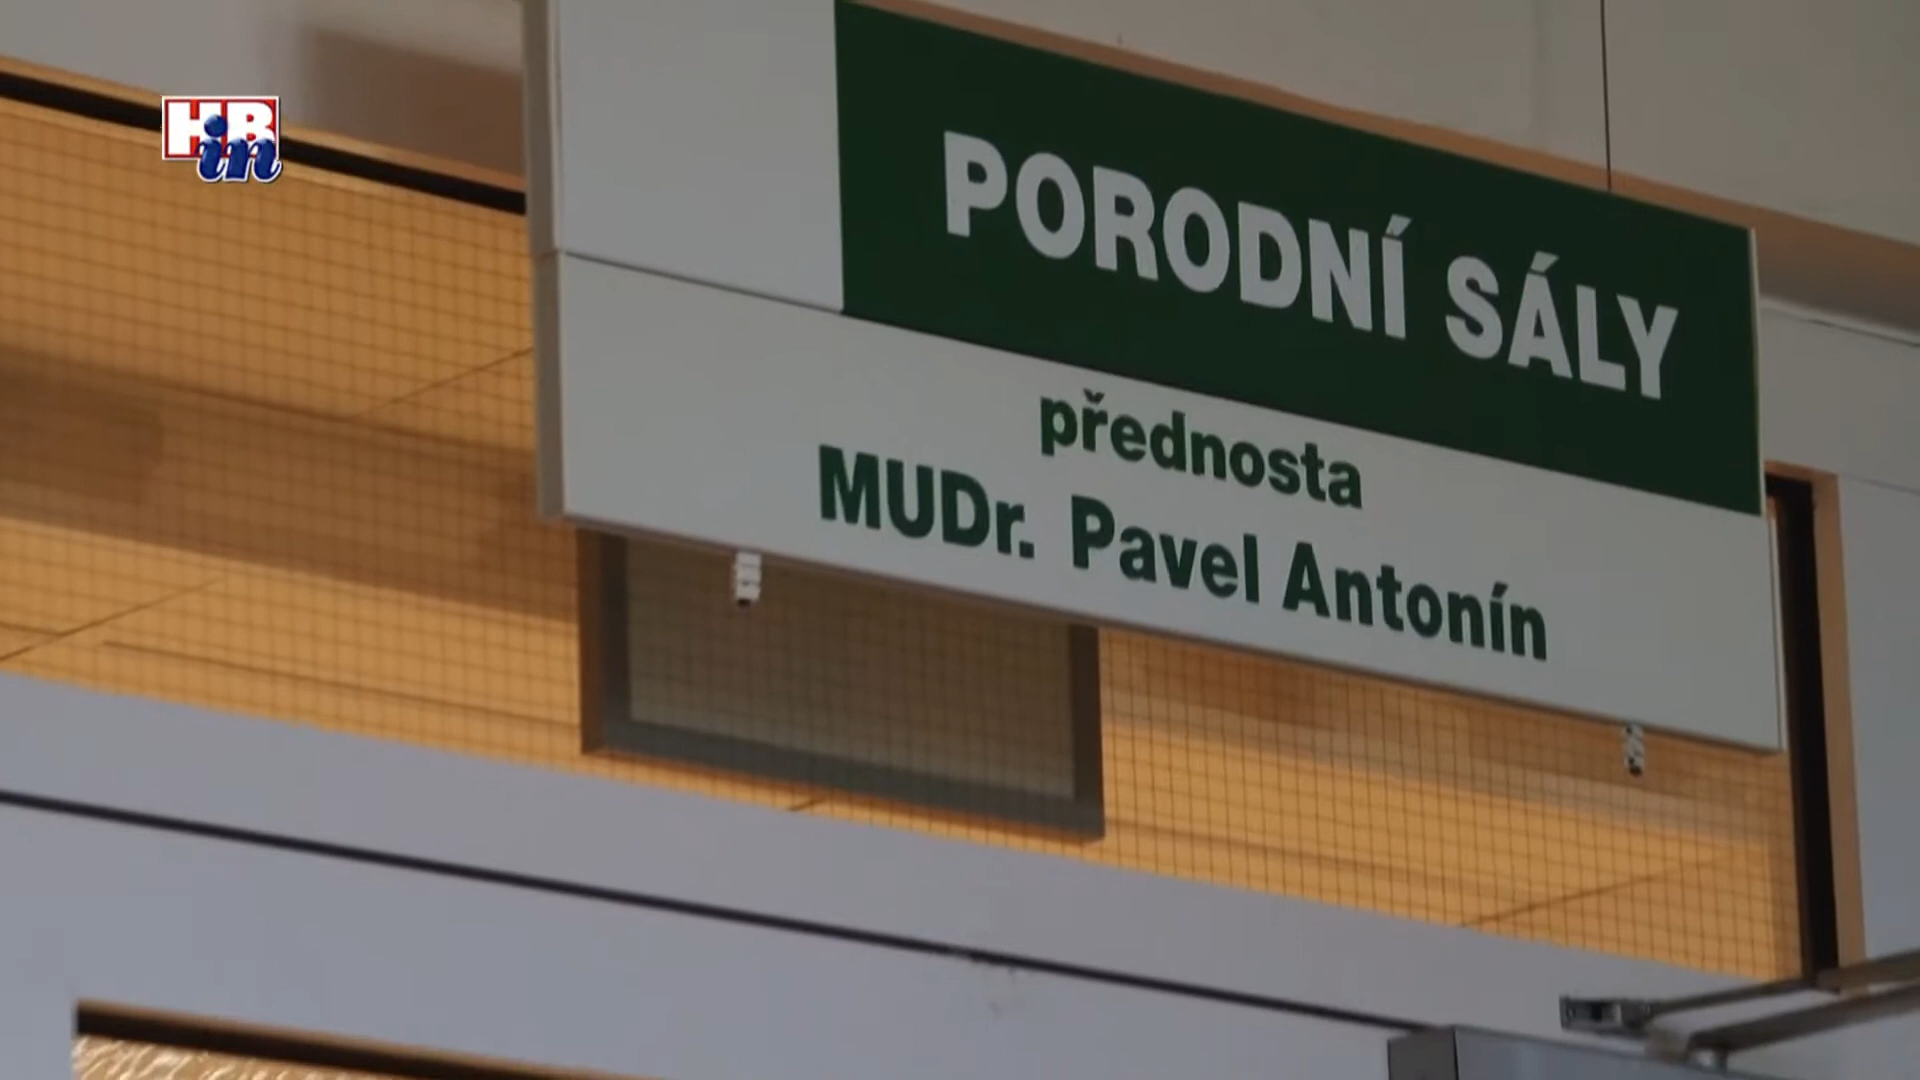 HB
in
PORODNÍ SÁLY
přednosta
MUDr. Pavel Antonín